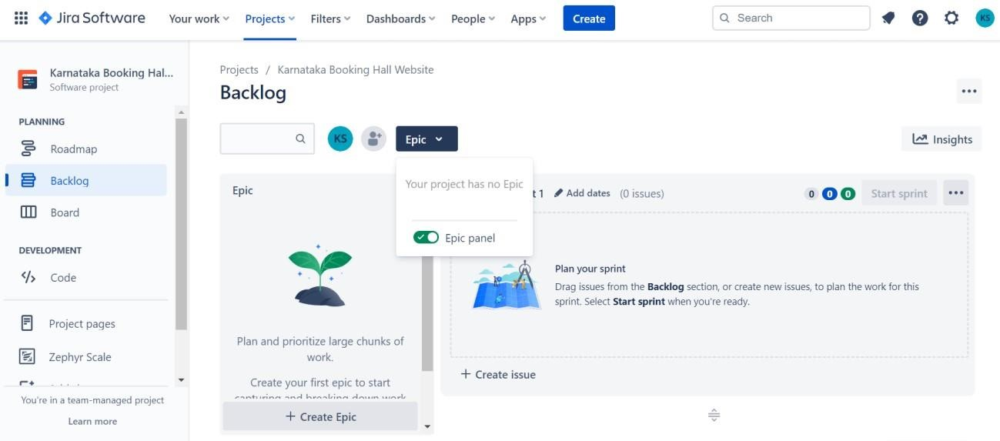 Jira Software
Your work
Projects
Filters
Dashboards
People
Apps
Create
Search
KS
Karnataka Booking Hal...
Software project
PLANNING
Roadmap
Backlog
Board
DEVELOPMENT
Code
Project pages
Zephyr Scale
You're in a team-managed project
Learn more
Projects / Karnataka Booking Hall Website
Backlog
KS
Epic
Insights
Your project has no Epic
Epic panel
Epic
Plan and prioritize large chunks of
work.
Create your first epic to start
capturing and breaking down work
+ Create Epic
t 1
Add dates
(0 issues)
0 0 0
Start sprint
Plan your sprint
Drag issues from the Backlog section, or create new issues, to plan the work for this
sprint. Select Start sprint when you're ready.
+ Create issue